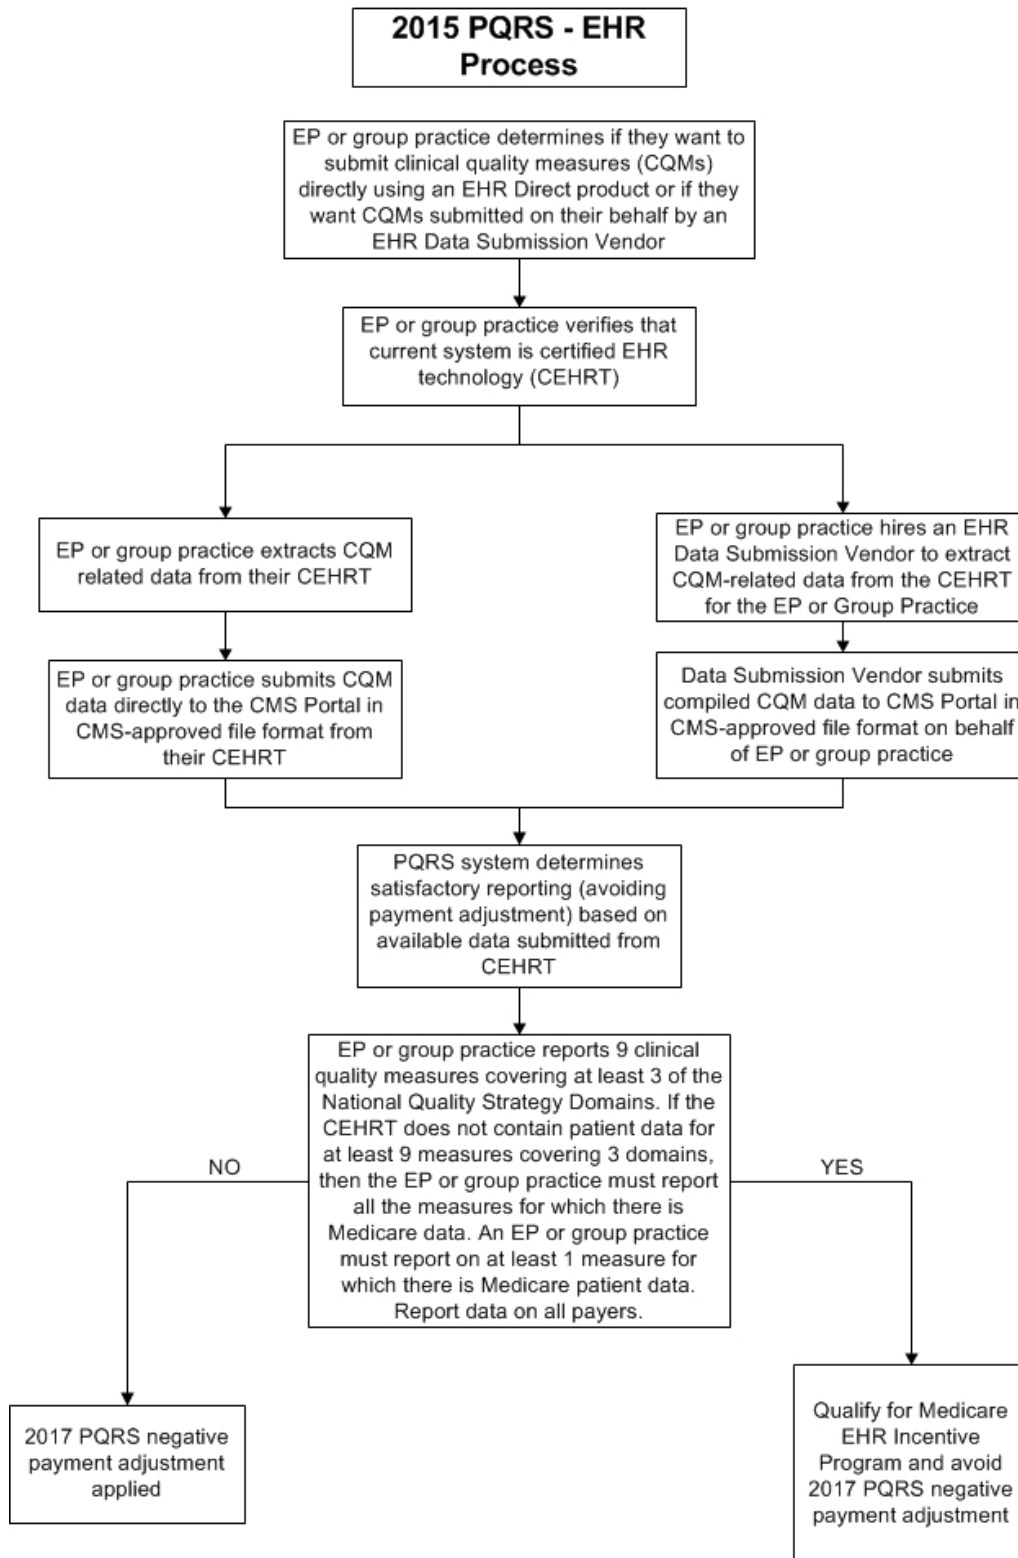 2015 PQRS - EHR
Process
EP or group practice determines if they want to
submit clinical quality measures (CQMs)
directly using an EHR Direct product or if they
want CQMs submitted on their behalf by an
EHR Data Submission Vendor
EP or group practice verifies that
current system is certified EHR
technology (CEHRT)
EP or group practice extracts CQM
related data from their CEHRT
EP or group practice hires an EHR
Data Submission Vendor to extract
CQM-related data from the CEHRT
for the EP or Group Practice
EP or group practice submits CQM
data directly to the CMS Portal in
CMS-approved file format from
their CEHRT
Data Submission Vendor submits
compiled CQM data to CMS Portal in
CMS-approved file format on behalf
of EP or group practice
PQRS system determines
satisfactory reporting (avoiding
payment adjustment) based on
available data submitted from
CEHRT
EP or group practice reports 9 clinical
quality measures covering at least 3 of the
National Quality Strategy Domains. If the
CEHRT does not contain patient data for
at least 9 measures covering 3 domains,
then the EP or group practice must report
all the measures for which there is
Medicare data. An EP or group practice
must report on at least 1 measure for
which there is Medicare patient data.
Report data on all payers.
NO
YES
2017 PQRS negative
payment adjustment
applied
Qualify for Medicare
EHR Incentive
Program and avoid
2017 PQRS negative
payment adjustment